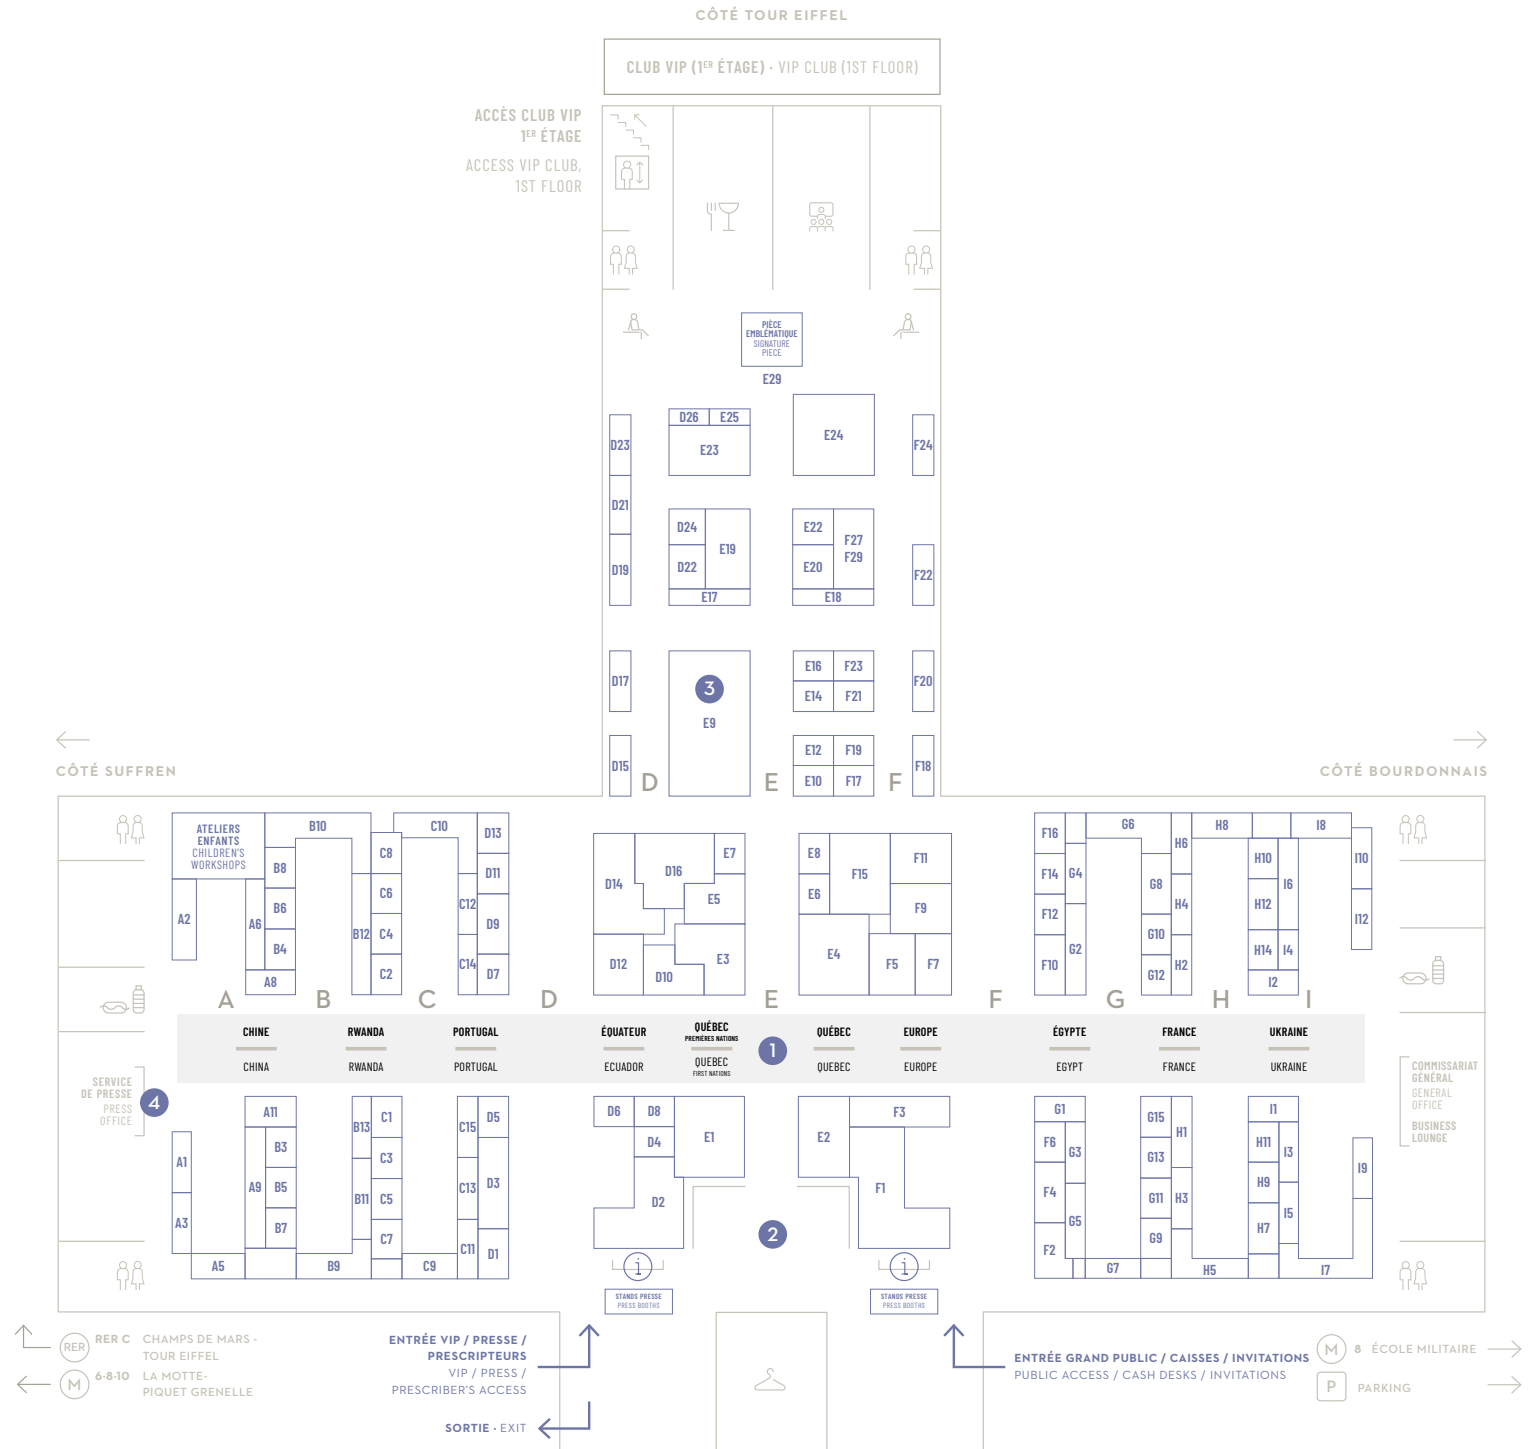 CÔTÉ TOUR EIFFEL
CLUB VIP (1ER ÉTAGE) · VIP CLUB (1ST FLOOR)
ACCÈS CLUB VIP
1ER ÉTAGE
ACCESS VIP CLUB,
1ST FLOOR
PIÈCE
EMBLÉMATIQUE
SIGNATURE
PIECE
E29
D26 E25
D23 E23 E24 F24
D21
D24 E19 E22 F27
F29
D22 E20
D19 F22
E17 E18
E16 F23
D17 3 E14 F21 F20
E9
E12 F19
D15 E10 F17 F18
D E F
CÔTÉ SUFFREN
CÔTÉ BOURDONNAIS
ATELIERS
ENFANTS
CHILDREN'S
WORKSHOPS
B10 C10 D13
B8 C8 D11
B6 C6 C12 D9
A2 A6 B4 B12 C4
A8 C2 C14 D7
D14 D16 E7
E5
D12 D10 E3
E8 F15 F11
E6 F9
E4 F5 F7
F16 G6 H6 H8 I8
F14 G4 G8 H10 I6 I10
F12 H4 H12 I12
F10 G2 G10 H14 I4
G12 H2 I2
A B C D E F G H I
CHINE RWANDA PORTUGAL ÉQUATEUR QUÉBEC QUÉBEC EUROPE ÉGYPTE FRANCE UKRAINE
PREMIÈRES NATIONS
1
CHINA RWANDA PORTUGAL ECUADOR QUEBEC QUEBEC EUROPE EGYPT FRANCE UKRAINE
FIRST NATIONS
SERVICE
DE PRESSE
PRESS
OFFICE
4
COMMISSARIAT
GÉNÉRAL
GENERAL
OFFICE
BUSINESS
LOUNGE
A11 B13 C1 C15 D5
A1 B3 C3
A9 B5 B11 C5 C13 D3
A3 B7 C7 C11 D1
A5 B9 C9
D6 D8 E1
D4
D2
E2 F3
F1
2
G1 G15 H1 I1
F6 G3 G13 H11 I3 I9
F4 G5 G11 H3 H9 I5
F2 G9 H7
G7 H5 I7
i i
STANDS PRESSE
PRESS BOOTHS
STANDS PRESSE
PRESS BOOTHS
RER RER C CHAMPS DE MARS -
TOUR EIFFEL
M 6-8-10 LA MOTTE-
PIQUET GRENELLE
ENTRÉE VIP / PRESSE /
PRESCRIPTEURS
VIP / PRESS /
PRESCRIBER'S ACCESS
SORTIE · EXIT
ENTRÉE GRAND PUBLIC / CAISSES / INVITATIONS
PUBLIC ACCESS / CASH DESKS / INVITATIONS
M 8 ÉCOLE MILITAIRE
P PARKING